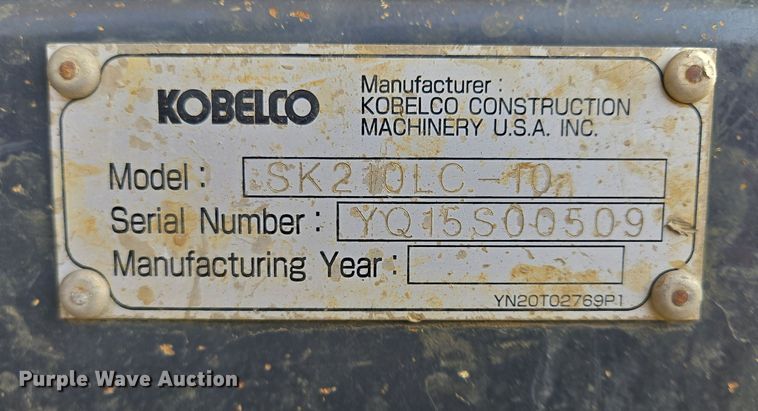 KOBELCO
Manufacturer :
KOBELCO CONSTRUCTION
MACHINERY U.S.A. INC.
Model : SK210LC-10
Serial Number : YQ15S00509
Manufacturing Year :
YN20T02769P1
Purple Wave Auction